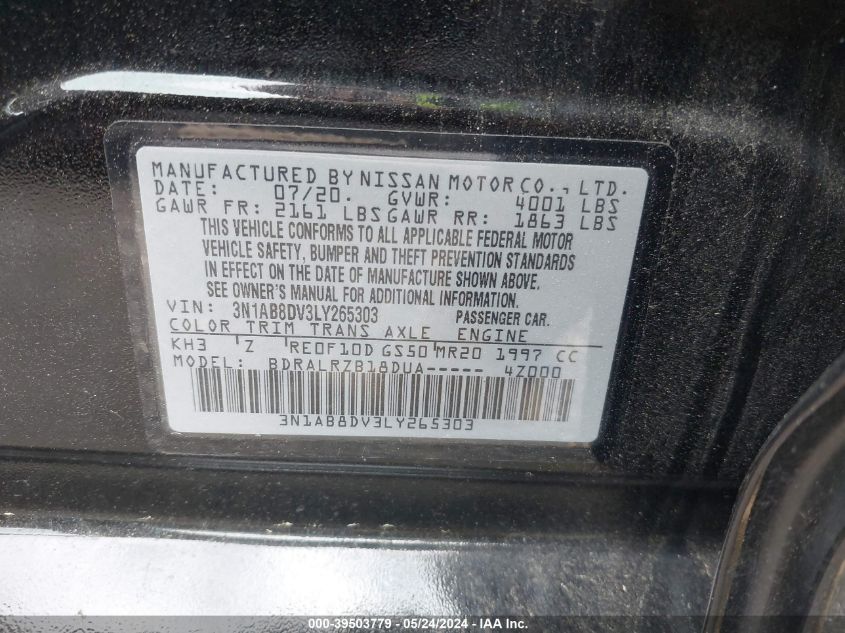 MANUFACTURED BY NISSAN MOTOR CO., LTD.
DATE: 07/20. GVWR: 4001 LBS
GAWR FR: 2161 LBS GAWR RR: 1863 LBS
THIS VEHICLE CONFORMS TO ALL APPLICABLE FEDERAL MOTOR
VEHICLE SAFETY, BUMPER AND THEFT PREVENTION STANDARDS
IN EFFECT ON THE DATE OF MANUFACTURE SHOWN ABOVE.
SEE OWNER'S MANUAL FOR ADDITIONAL INFORMATION.
VIN: 3N1AB8DV3LY265303 PASSENGER CAR.
COLOR TRIM TRANS AXLE ENGINE
KH3 Z RE0F10D GS50 MR20 1997 CC
MODEL: BDRALRZB18DUA----- 4Z000
3N1AB8DV3LY265303
000-39503779 - 05/24/2024 - IAA Inc.